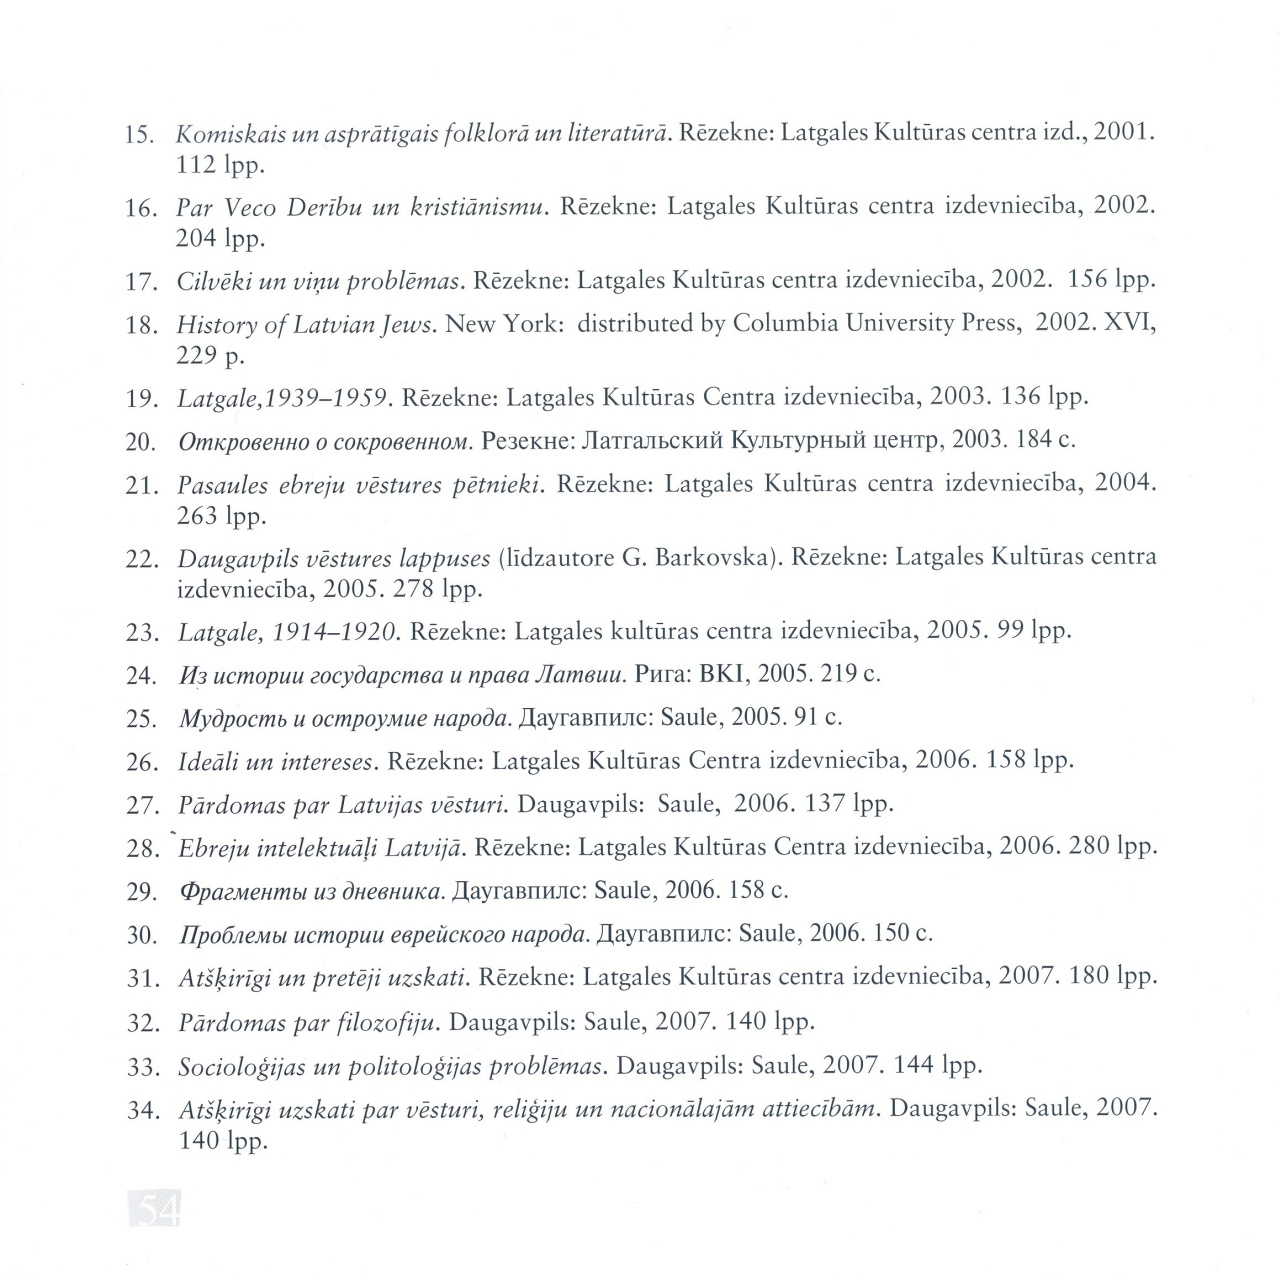 15. Komiskais un asprātīgais folklorā un literatūrā. Rēzekne: Latgales Kultūras centra izd., 2001.
112 lpp.
16. Par Veco Derību un kristiānismu. Rēzekne: Latgales Kultūras centra izdevniecība, 2002.
204 lpp.
17. Cilvēki un viņu problēmas. Rēzekne: Latgales Kultūras centra izdevniecība, 2002. 156 lpp.
18. History of Latvian Jews. New York: distributed by Columbia University Press, 2002. XVI,
229 p.
19. Latgale,1939–1959. Rēzekne: Latgales Kultūras Centra izdevniecība, 2003. 136 lpp.
20. Откровенно о сокровенном. Резекне: Латгальский Культурный центр, 2003. 184 с.
21. Pasaules ebreju vēstures pētnieki. Rēzekne: Latgales Kultūras centra izdevniecība, 2004.
263 lpp.
22. Daugavpils vēstures lappuses (līdzautore G. Barkovska). Rēzekne: Latgales Kultūras centra
izdevniecība, 2005. 278 lpp.
23. Latgale, 1914–1920. Rēzekne: Latgales kultūras centra izdevniecība, 2005. 99 lpp.
24. Из истории государства и права Латвии. Рига: BKI, 2005. 219 с.
25. Мудрость и остроумие народа. Даугавпилс: Saule, 2005. 91 с.
26. Ideāli un intereses. Rēzekne: Latgales Kultūras Centra izdevniecība, 2006. 158 lpp.
27. Pārdomas par Latvijas vēsturi. Daugavpils: Saule, 2006. 137 lpp.
28. Ebreju intelektuāļi Latvijā. Rēzekne: Latgales Kultūras Centra izdevniecība, 2006. 280 lpp.
29. Фрагменты из дневника. Даугавпилс: Saule, 2006. 158 с.
30. Проблемы истории еврейского народа. Даугавпилс: Saule, 2006. 150 с.
31. Atšķirīgi un pretēji uzskati. Rēzekne: Latgales Kultūras centra izdevniecība, 2007. 180 lpp.
32. Pārdomas par filozofiju. Daugavpils: Saule, 2007. 140 lpp.
33. Socioloģijas un politoloģijas problēmas. Daugavpils: Saule, 2007. 144 lpp.
34. Atšķirīgi uzskati par vēsturi, reliģiju un nacionālajām attiecībām. Daugavpils: Saule, 2007.
140 lpp.
54